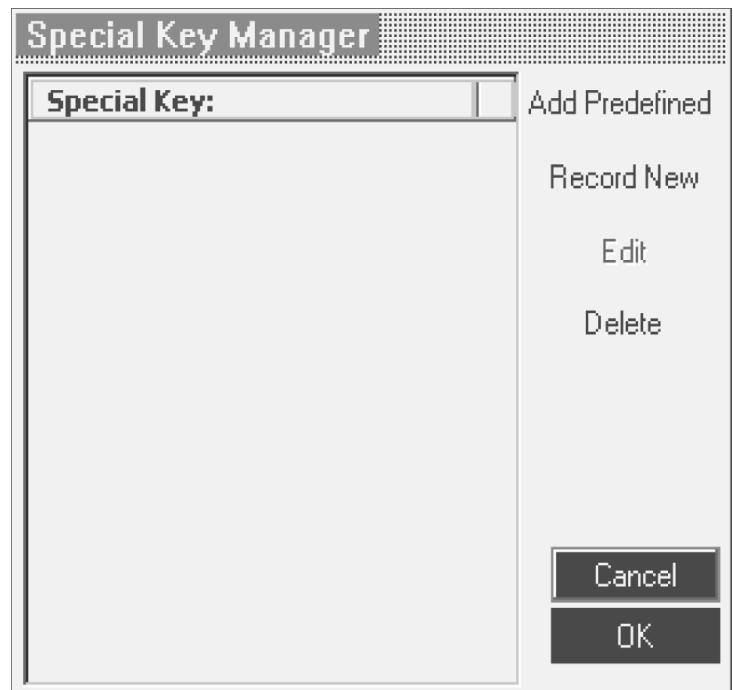 Special Key Manager
Special Key:
Add Predefined
Record New
Edit
Delete
Cancel
OK